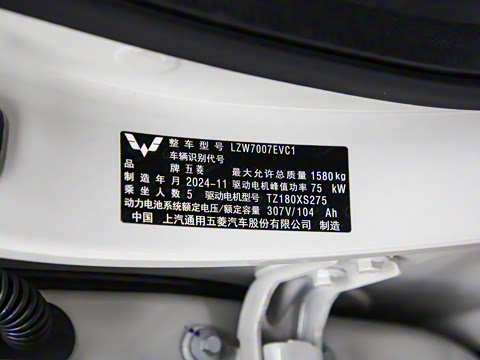 整车型号 LZW7007EVC1
车辆识别代号
品 牌 五菱 最大允许总质量 1580kg
制造年月 2024-11 驱动电机峰值功率 75 kW
乘坐人数 5 驱动电机型号 TZ180XS275
动力电池系统额定电压/额定容量 307V/104 Ah
中国 上汽通用五菱汽车股份有限公司 制造